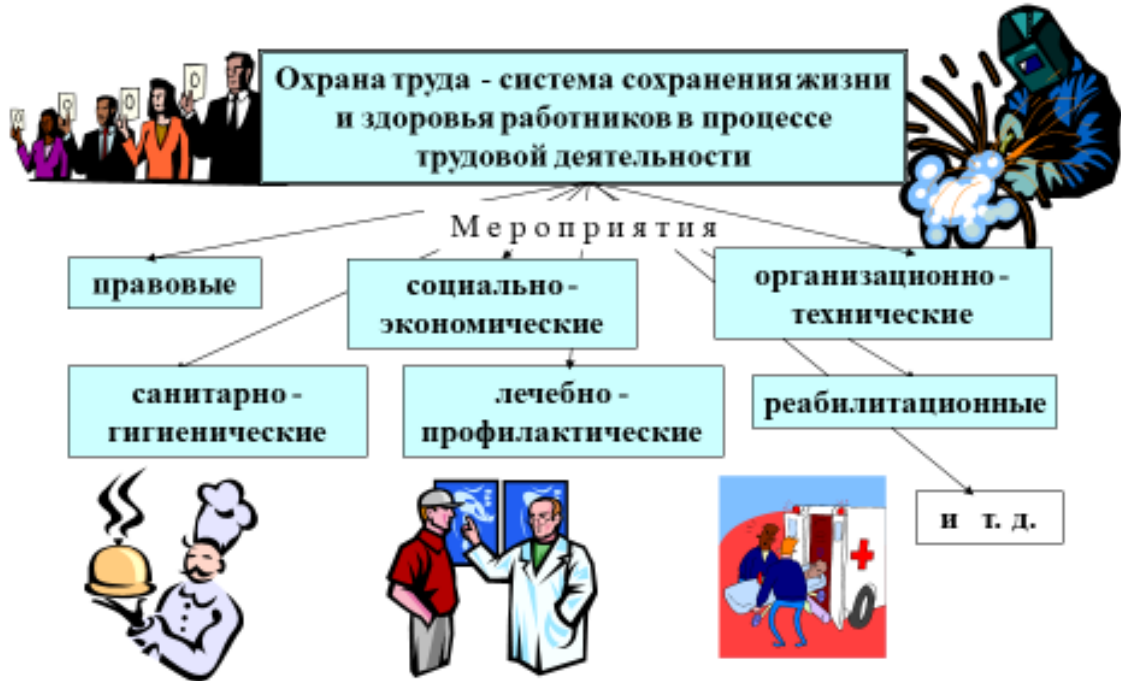 Охрана труда - система сохранения жизни
и здоровья работников в процессе
трудовой деятельности
Мероприятия
правовые
социально-
экономические
организационно-
технические
санитарно-
гигиенические
лечебно-
профилактические
реабилитационные
и т. д.